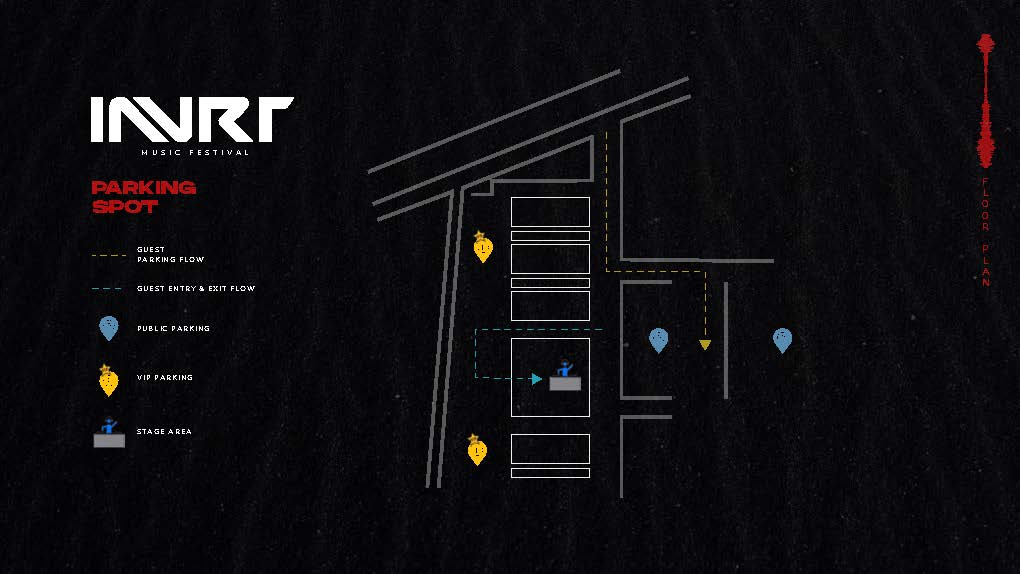 INVRT
MUSIC FESTIVAL
PARKING
SPOT
GUEST
PARKING FLOW
GUEST ENTRY & EXIT FLOW
PUBLIC PARKING
VIP PARKING
STAGE AREA
FLOOR PLAN